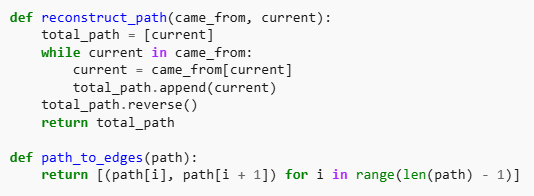 def reconstruct_path(came_from, current):
    total_path = [current]
    while current in came_from:
        current = came_from[current]
        total_path.append(current)
    total_path.reverse()
    return total_path

def path_to_edges(path):
    return [(path[i], path[i + 1]) for i in range(len(path) - 1)]